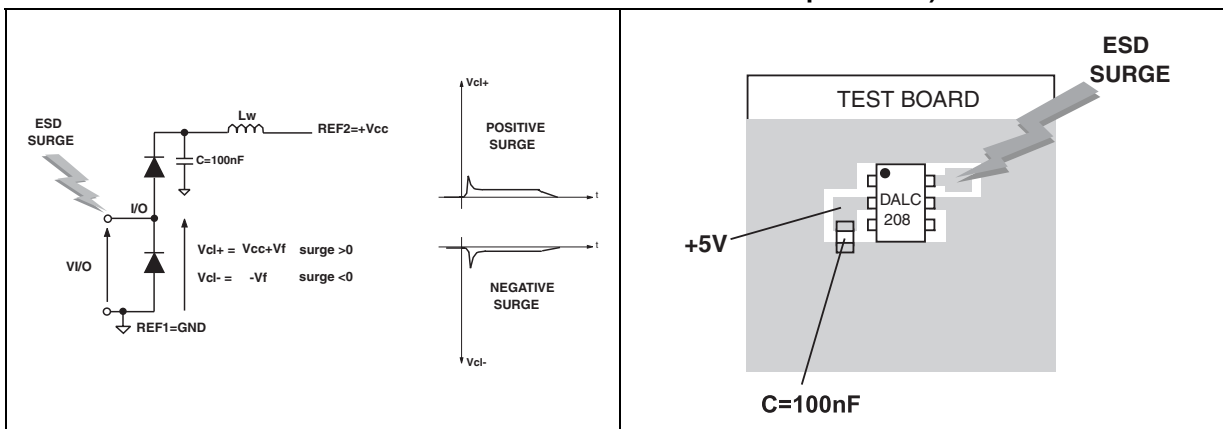 ESD
SURGE
Lw
REF2=+Vcc
C=100nF
I/O
VI/O
Vcl+ = Vcc+Vf surge >0
Vcl- = -Vf surge <0
REF1=GND
Vcl+
POSITIVE
SURGE
t
t
NEGATIVE
SURGE
Vcl-
ESD
SURGE
TEST BOARD
DALC
208
+5V
C=100nF